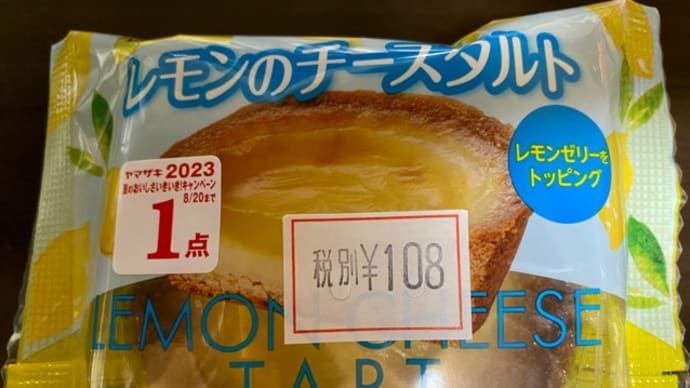 レモンのチーズタルト
レモンゼリーを
トッピング
ヤマザキ 2023
夏のおいしさいきいき!キャンペーン
8/20まで
1点
税別¥108
LEMON CHEESE
TART